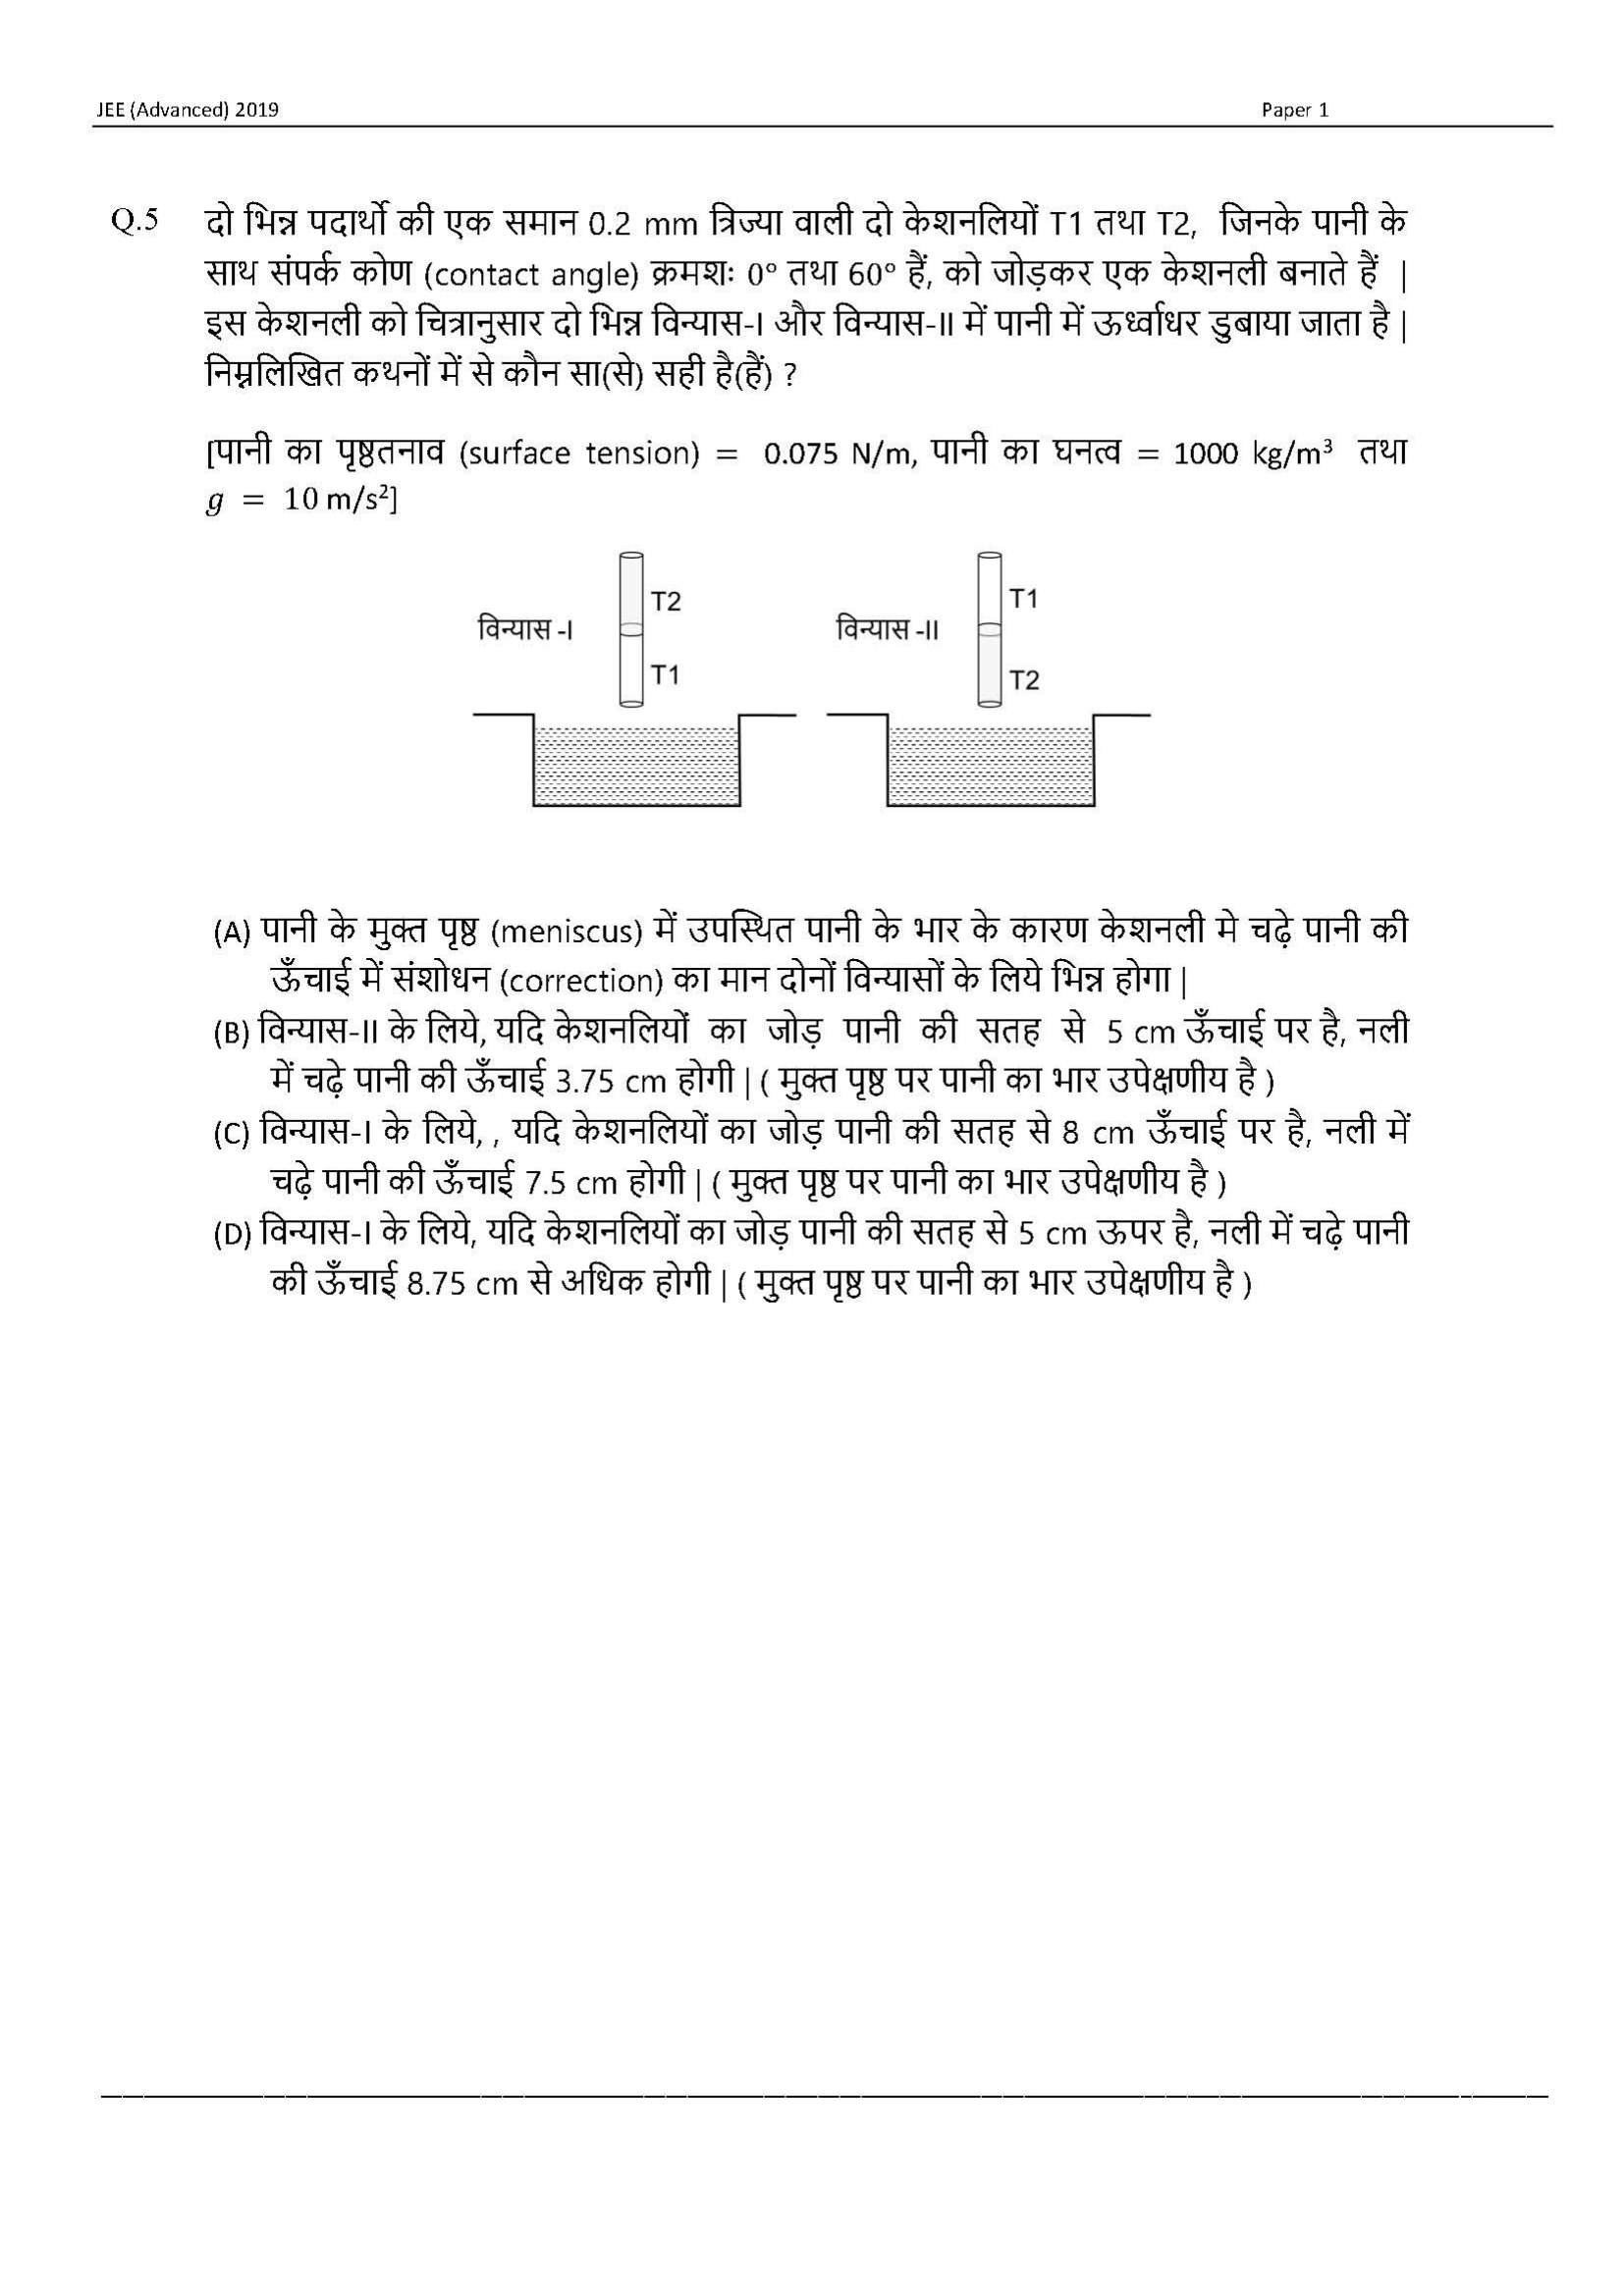 JEE (Advanced) 2019 Paper 1
Q.5 दो भिन्न पदार्थो की एक समान 0.2 mm त्रिज्या वाली दो केशनलियों T1 तथा T2, जिनके पानी के
साथ संपर्क कोण (contact angle) क्रमशः 0° तथा 60° हैं, को जोड़कर एक केशनली बनाते हैं |
इस केशनली को चित्रानुसार दो भिन्न विन्यास-I और विन्यास-II में पानी में ऊर्ध्वाधर डुबाया जाता है |
निम्नलिखित कथनों में से कौन सा(से) सही है(हैं) ?
[पानी का पृष्ठतनाव (surface tension) = 0.075 N/m, पानी का घनत्व = 1000 kg/m³ तथा
g = 10 m/s²]
T2 T1
विन्यास -I विन्यास -II
T1 T2
(A) पानी के मुक्त पृष्ठ (meniscus) में उपस्थित पानी के भार के कारण केशनली मे चढ़े पानी की
ऊँचाई में संशोधन (correction) का मान दोनों विन्यासों के लिये भिन्न होगा |
(B) विन्यास-II के लिये, यदि केशनलियों का जोड़ पानी की सतह से 5 cm ऊँचाई पर है, नली
में चढ़े पानी की ऊँचाई 3.75 cm होगी | ( मुक्त पृष्ठ पर पानी का भार उपेक्षणीय है )
(C) विन्यास-I के लिये, , यदि केशनलियों का जोड़ पानी की सतह से 8 cm ऊँचाई पर है, नली में
चढ़े पानी की ऊँचाई 7.5 cm होगी | ( मुक्त पृष्ठ पर पानी का भार उपेक्षणीय है )
(D) विन्यास-I के लिये, यदि केशनलियों का जोड़ पानी की सतह से 5 cm ऊपर है, नली में चढ़े पानी
की ऊँचाई 8.75 cm से अधिक होगी | ( मुक्त पृष्ठ पर पानी का भार उपेक्षणीय है )